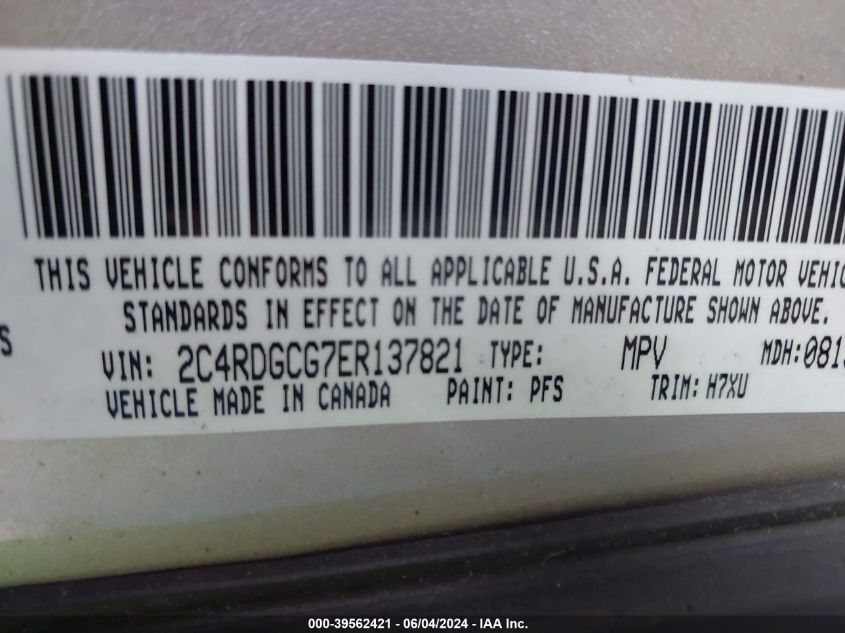 THIS VEHICLE CONFORMS TO ALL APPLICABLE U.S.A. FEDERAL MOTOR VEHIC
STANDARDS IN EFFECT ON THE DATE OF MANUFACTURE SHOWN ABOVE.
S
VIN: 2C4RDGCG7ER137821 TYPE: MPV MDH:081
VEHICLE MADE IN CANADA PAINT: PFS TRIM: H7XU
000-39562421 - 06/04/2024 - IAA Inc.